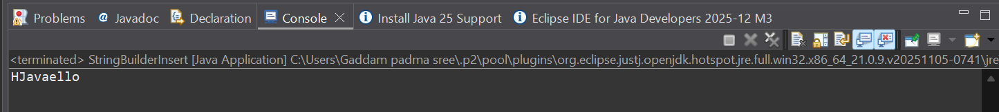 Problems @ Javadoc Declaration Console Install Java 25 Support Eclipse IDE for Java Developers 2025-12 M3
<terminated> StringBuilderInsert [Java Application] C:\Users\Gaddam padma sree\.p2\pool\plugins\org.eclipse.justj.openjdk.hotspot.jre.full.win32.x86_64_21.0.9.v20251105-0741\jre
HJavaello